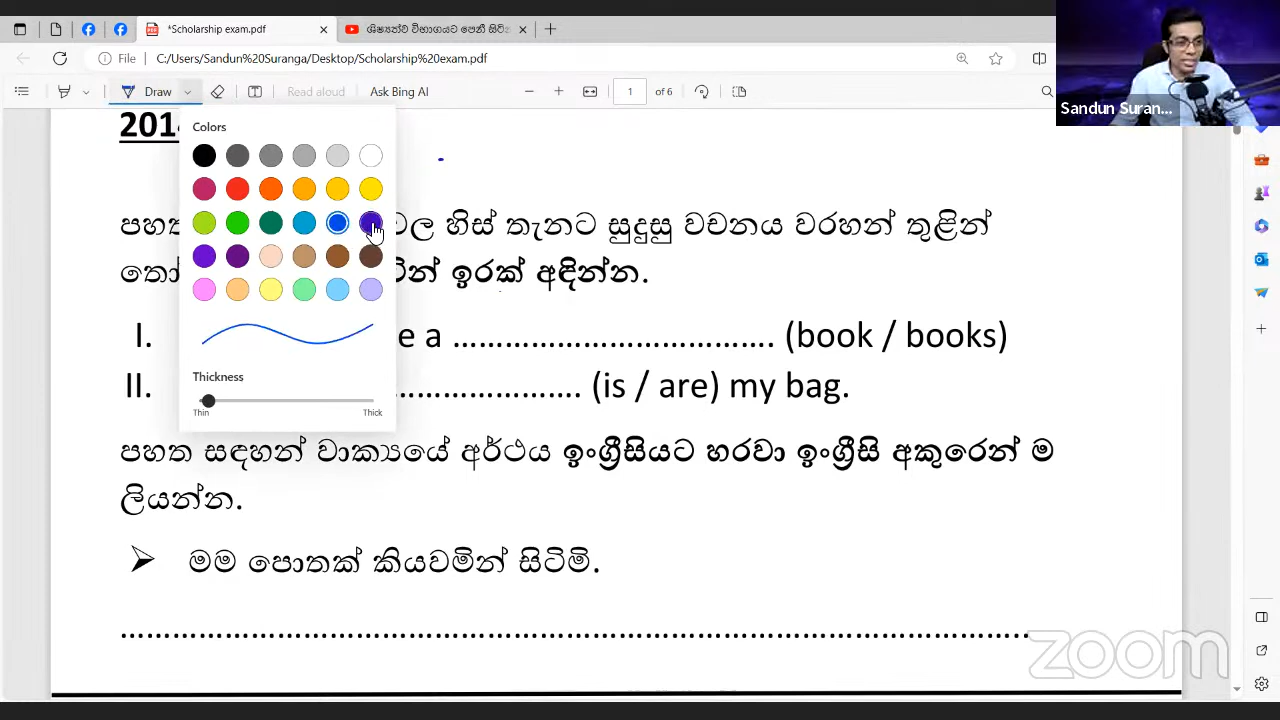 *Scholarship exam.pdf
Sandun Suran...
File C:/Users/Sandun%20Suranga/Desktop/Scholarship%20exam.pdf
Draw Read aloud Ask Bing AI 1 of 6
201
Colors
පහත වල හිස් තැනට සුදුසු වචනය වරහන් තුළින්
ඉරක් අඳින්න.
I. e a ………………………………. (book / books)
II. …………………. (is / are) my bag.
Thickness
Thin Thick
පහත සඳහන් වාක්‍යයේ අර්ථය ඉංග්‍රීසියට හරවා ඉංග්‍රීසි අකුරෙන් ම
ලියන්න.
මම පොතක් කියවමින් සිටිමි.
…………………………………………………………………………………………
zoom